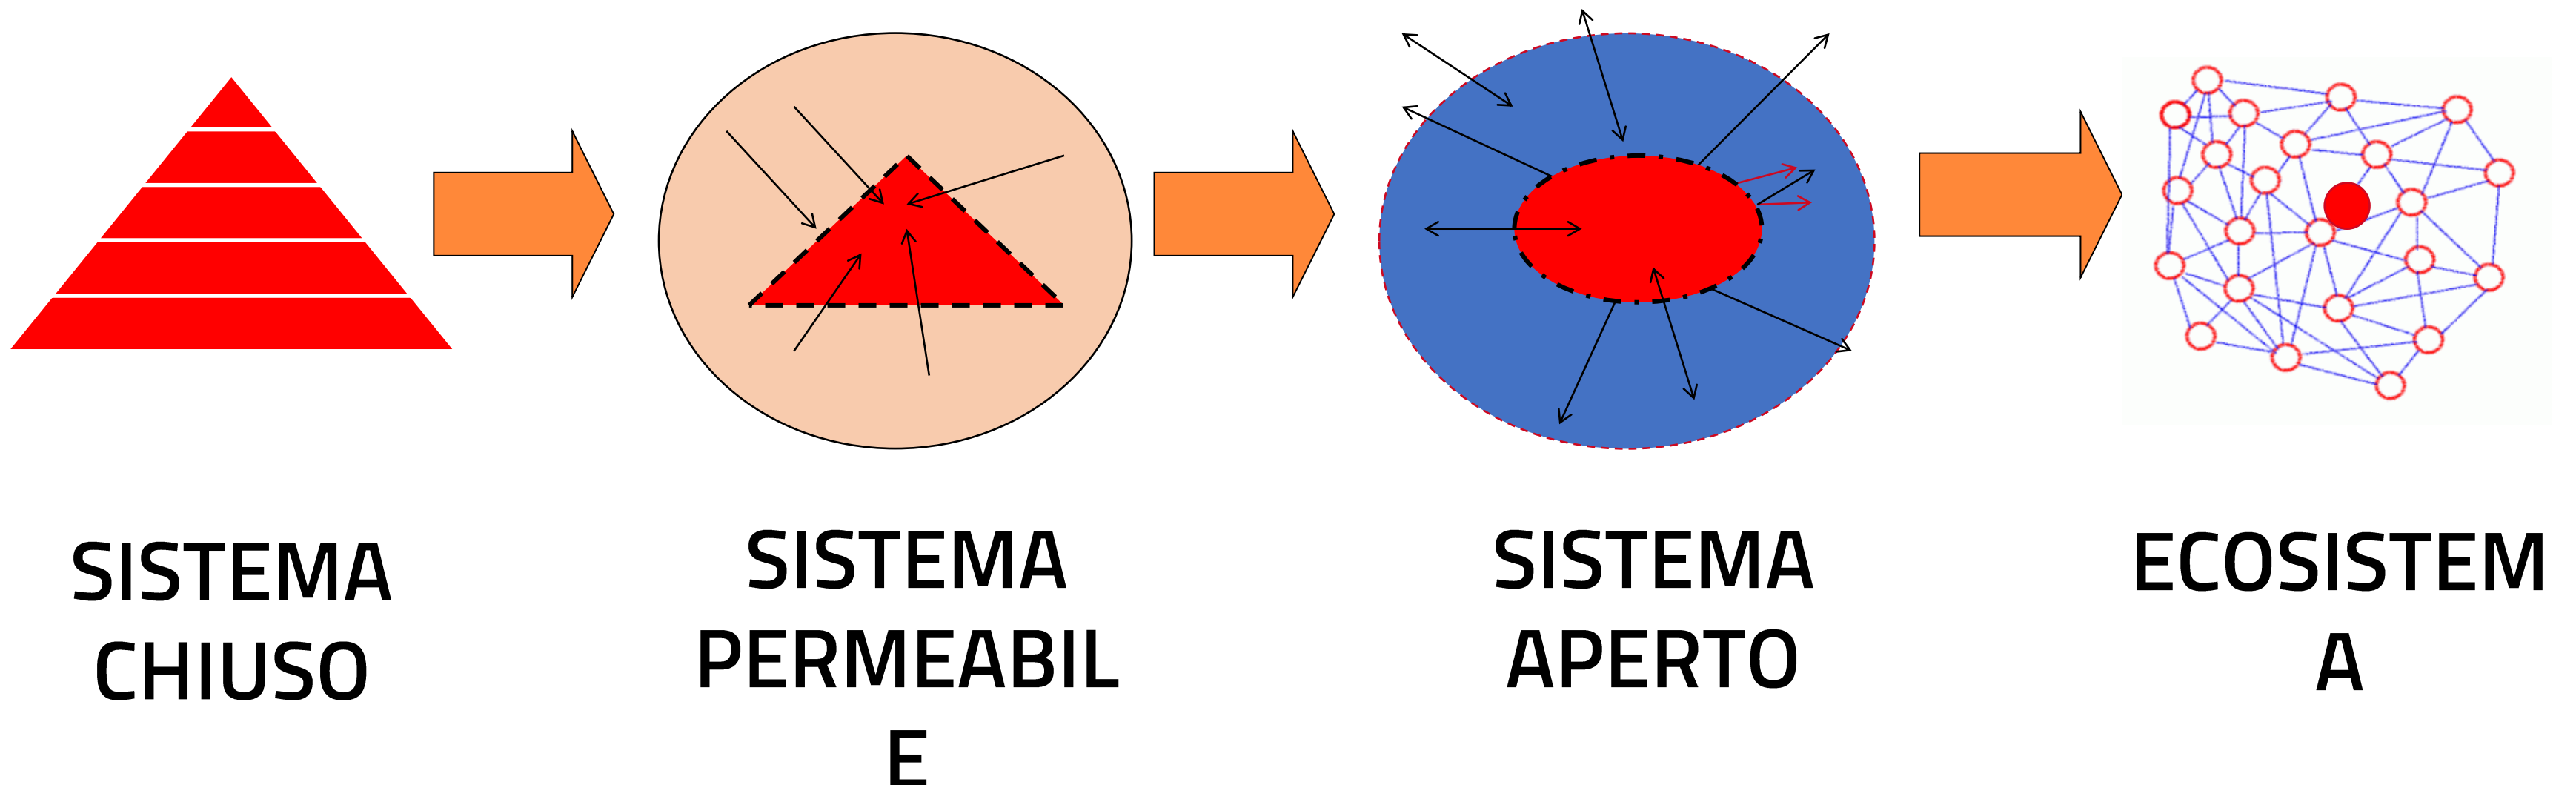 SISTEMA
CHIUSO
SISTEMA
PERMEABIL
E
SISTEMA
APERTO
ECOSISTEM
A